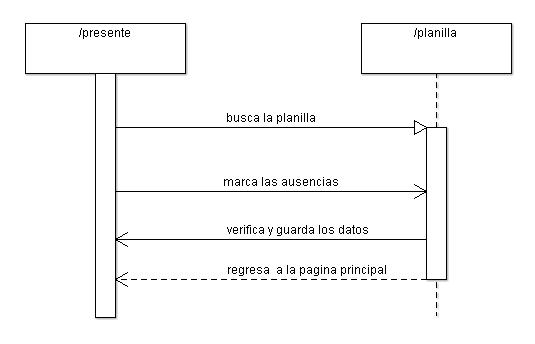 /presente
/planilla
busca la planilla
marca las ausencias
verifica y guarda los datos
regresa  a la pagina principal